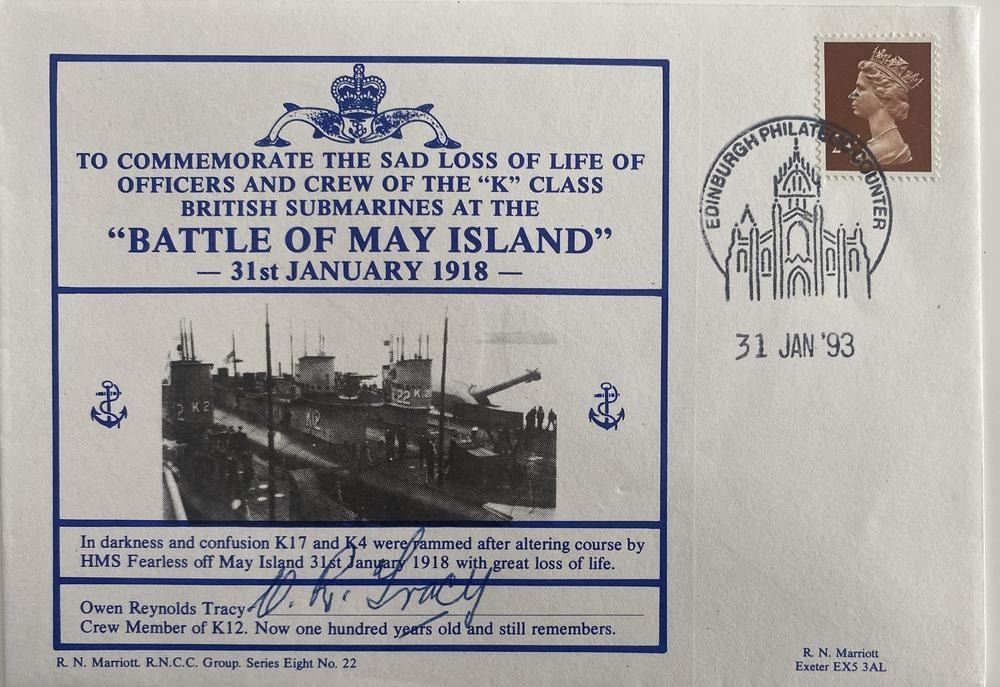 TO COMMEMORATE THE SAD LOSS OF LIFE OF
OFFICERS AND CREW OF THE “K” CLASS
BRITISH SUBMARINES AT THE
“BATTLE OF MAY ISLAND”
— 31st JANUARY 1918 —
K2
K12
K22
In darkness and confusion K17 and K4 were rammed after altering course by
HMS Fearless off May Island 31st January 1918 with great loss of life.
O. R. Tracy
Owen Reynolds Tracy
Crew Member of K12. Now one hundred years old and still remembers.
R. N. Marriott. R.N.C.C. Group. Series Eight No. 22
EDINBURGH PHILATELIC COUNTER
31 JAN '93
R. N. Marriott
Exeter EX5 3AL